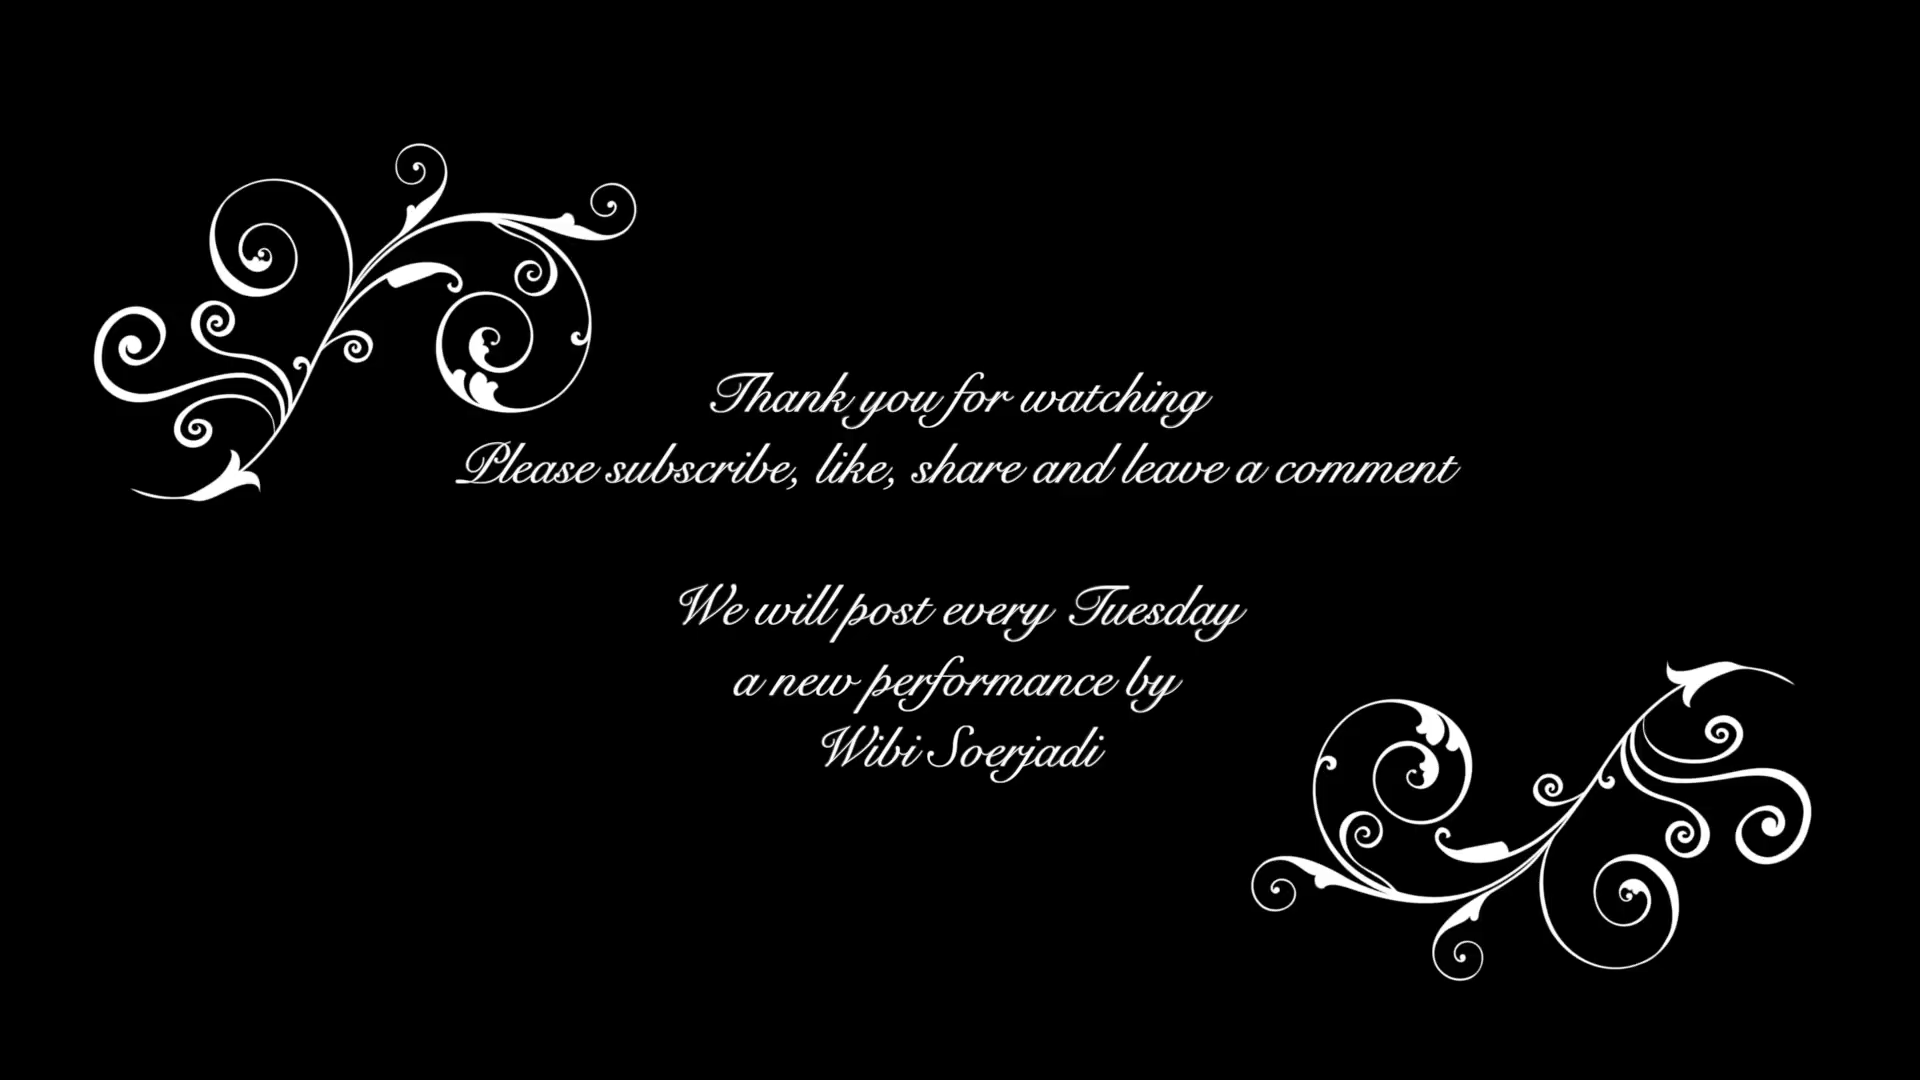 Thank you for watching
Please subscribe, like, share and leave a comment
We will post every Tuesday
a new performance by
Wibi Soerjadi